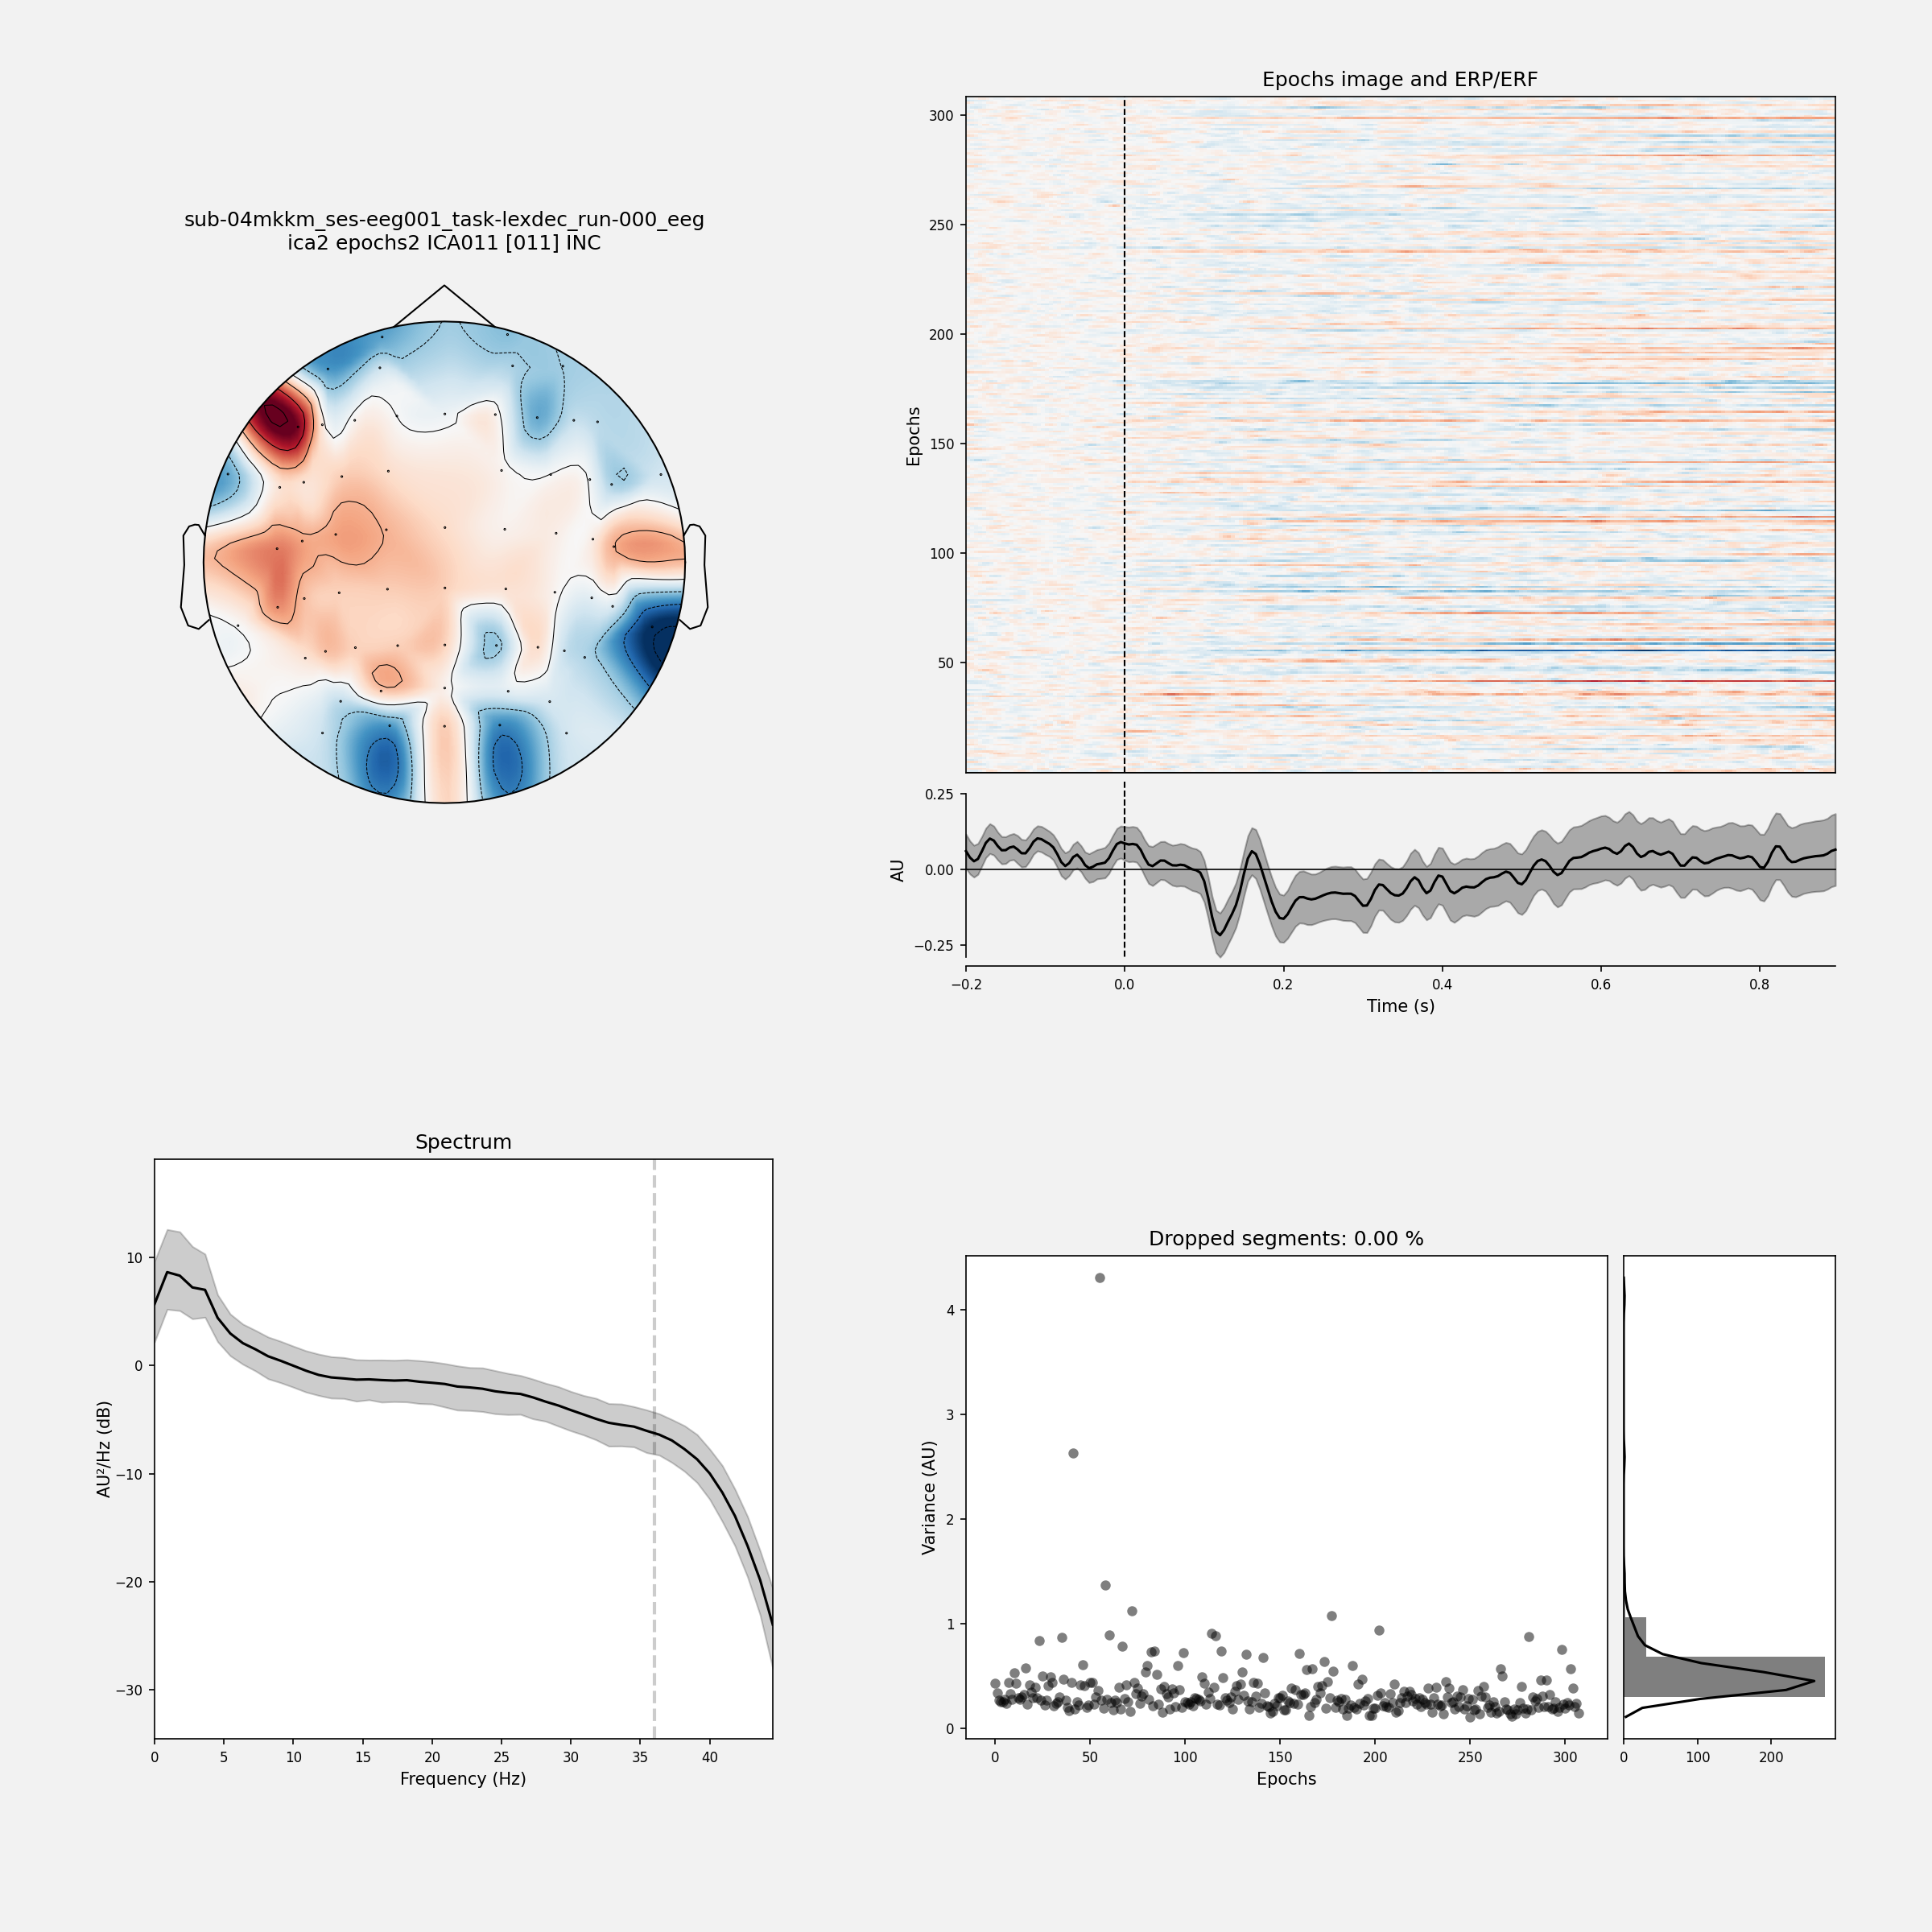 sub-04mkkm_ses-eeg001_task-lexdec_run-000_eeg
ica2 epochs2 ICA011 [011] INC
Epochs image and ERP/ERF
300
250
200
150
100
50
Epochs
0.25
0.00
−0.25
AU
−0.2 0.0 0.2 0.4 0.6 0.8
Time (s)
Spectrum
10
0
−10
−20
−30
AU²/Hz (dB)
0 5 10 15 20 25 30 35 40
Frequency (Hz)
Dropped segments: 0.00 %
4
3
2
1
0
Variance (AU)
0 50 100 150 200 250 300
Epochs
0 100 200